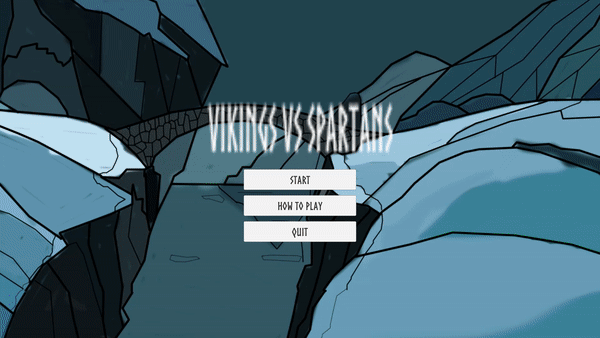 VIKINGS VS SPARTANS
START
HOW TO PLAY
QUIT